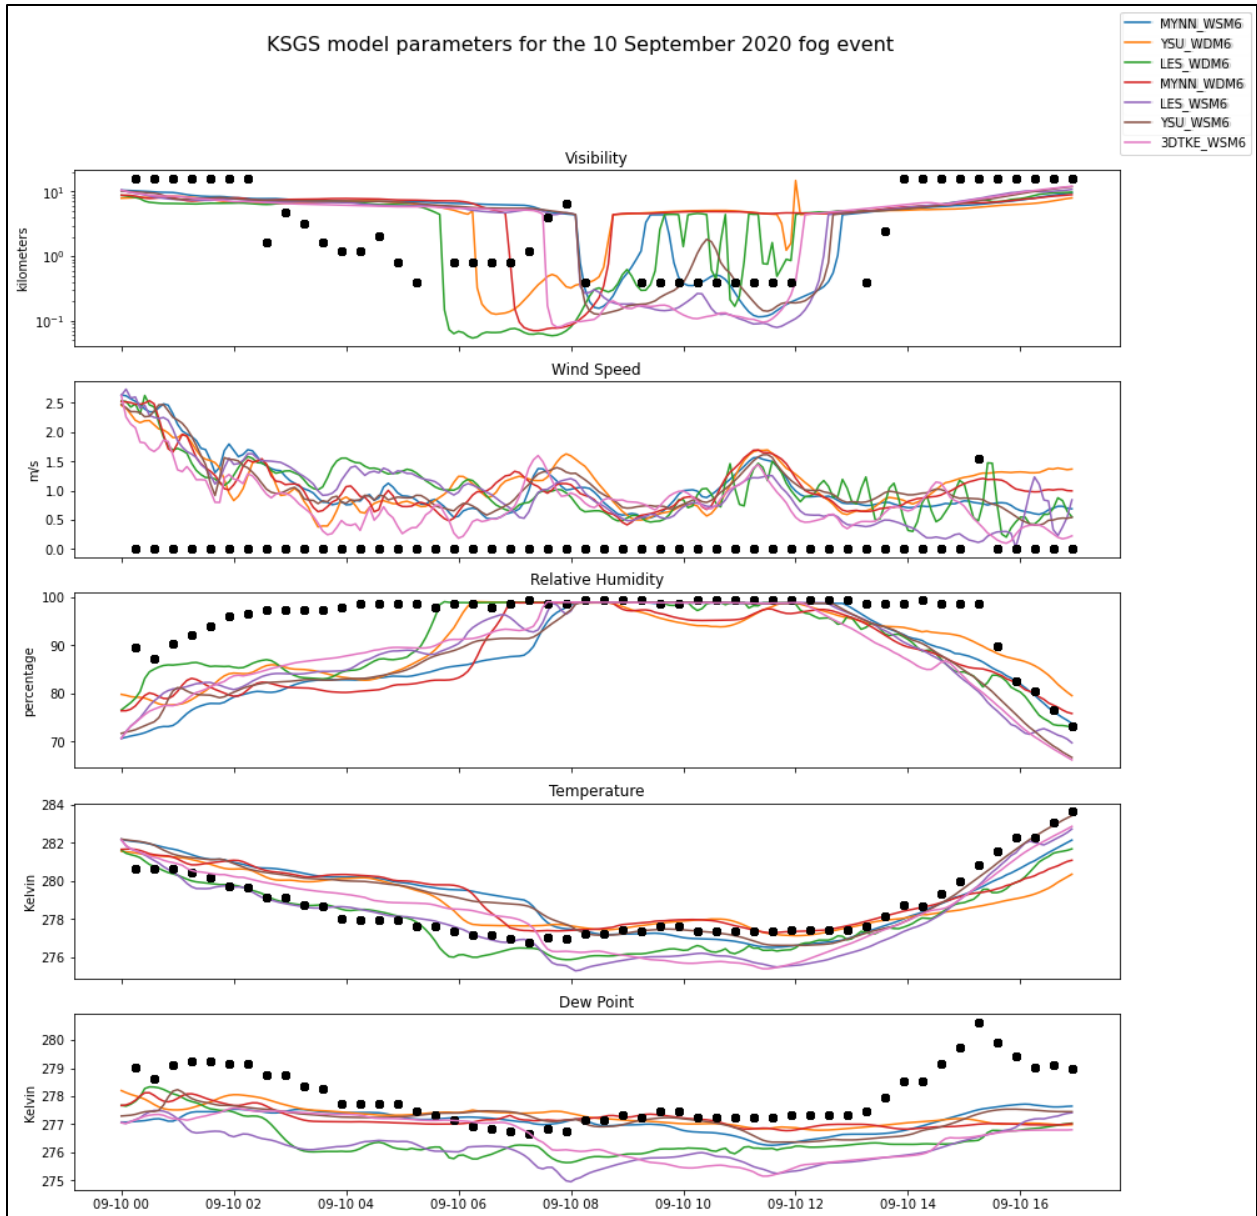 KSGS model parameters for the 10 September 2020 fog event
MYNN_WSM6
YSU_WDM6
LES_WDM6
MYNN_WDM6
LES_WSM6
YSU_WSM6
3DTKE_WSM6
Visibility
kilometers
10¹
10⁰
10⁻¹
Wind Speed
m/s
2.5
2.0
1.5
1.0
0.5
0.0
Relative Humidity
percentage
100
90
80
70
Temperature
Kelvin
284
282
280
278
276
Dew Point
Kelvin
280
279
278
277
276
275
09-10 00 09-10 02 09-10 04 09-10 06 09-10 08 09-10 10 09-10 12 09-10 14 09-10 16